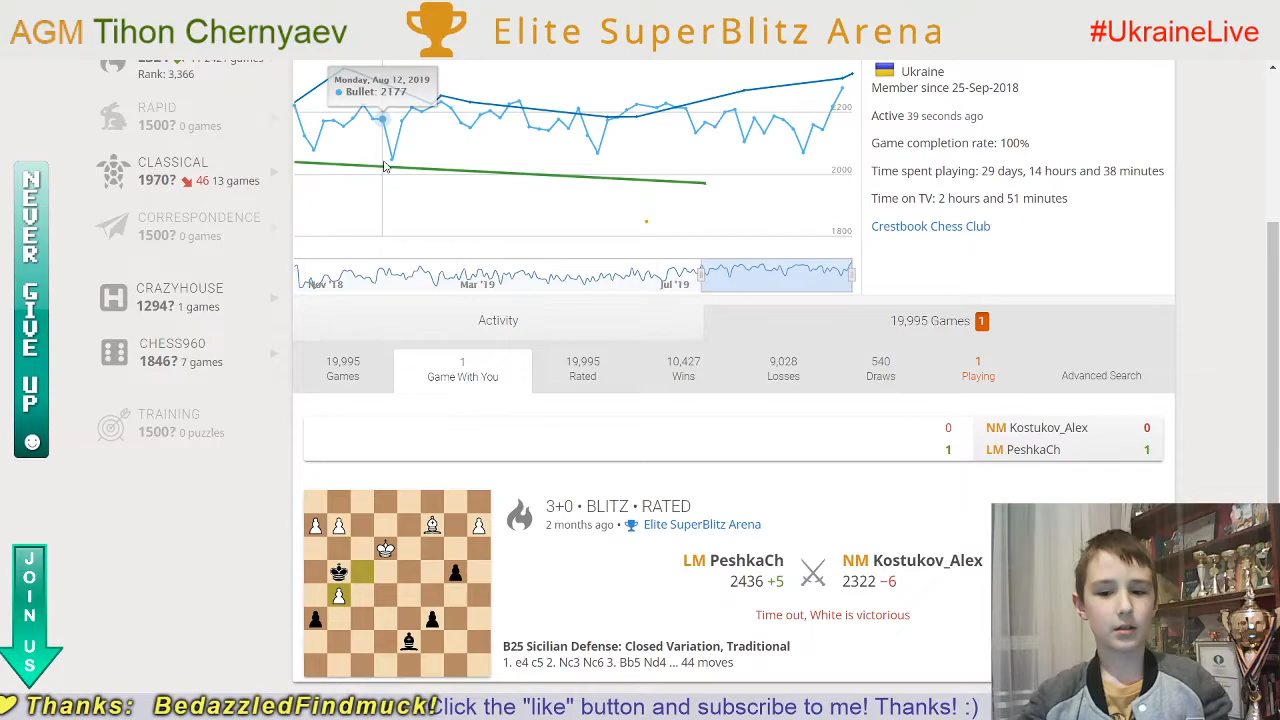 AGM Tihon Chernyaev
Elite SuperBlitz Arena
#UkraineLive
Rank: 3,366
RAPID
1500? 0 games
CLASSICAL
1970? 46 13 games
CORRESPONDENCE
1500? 0 games
CRAZYHOUSE
1294? 1 games
CHESS960
1846? 7 games
TRAINING
1500? 0 puzzles
NEVER GIVE UP
JOIN US
Monday, Aug 12, 2019
Bullet: 2177
2200
2000
1800
Nov '18
Mar '19
Jul '19
Ukraine
Member since 25-Sep-2018
Active 39 seconds ago
Game completion rate: 100%
Time spent playing: 29 days, 14 hours and 38 minutes
Time on TV: 2 hours and 51 minutes
Crestbook Chess Club
Activity
19,995 Games 1
19,995
Games
1
Game With You
19,995
Rated
10,427
Wins
9,028
Losses
540
Draws
1
Playing
Advanced Search
0 NM Kostukov_Alex 0
1 LM PeshkaCh 1
3+0 • BLITZ • RATED
2 months ago • Elite SuperBlitz Arena
LM PeshkaCh
2436 +5
NM Kostukov_Alex
2322 −6
Time out, White is victorious
B25 Sicilian Defense: Closed Variation, Traditional
1. e4 c5 2. Nc3 Nc6 3. Bb5 Nd4 ... 44 moves
Thanks: BedazzledFindmuck!
Click the "like" button and subscribe to me! Thanks! :)